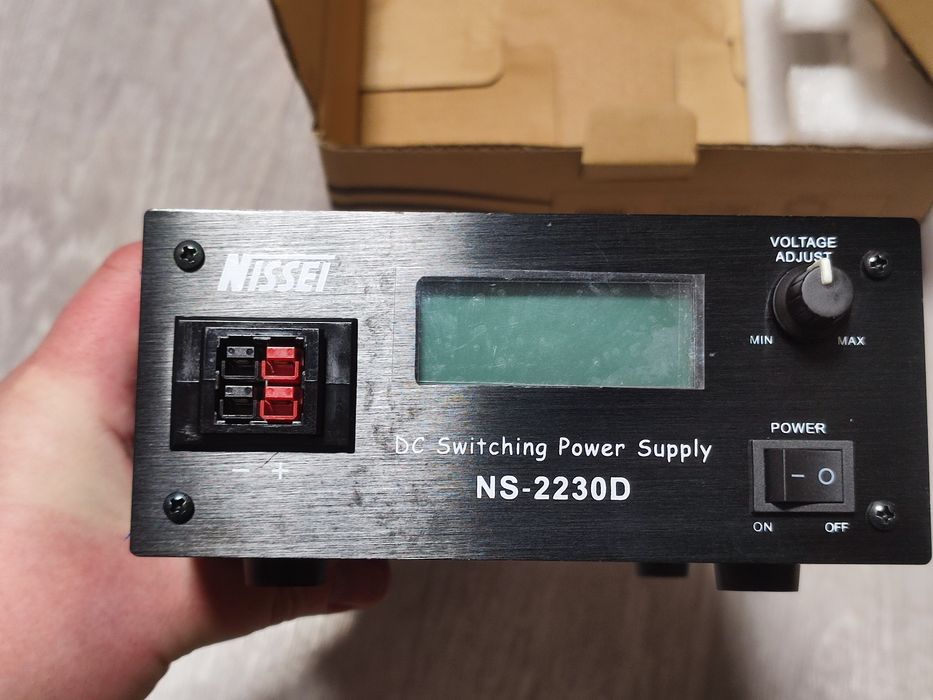 NISSEI
VOLTAGE
ADJUST
MIN
MAX
POWER
– O
ON
OFF
– +
DC Switching Power Supply
NS-2230D